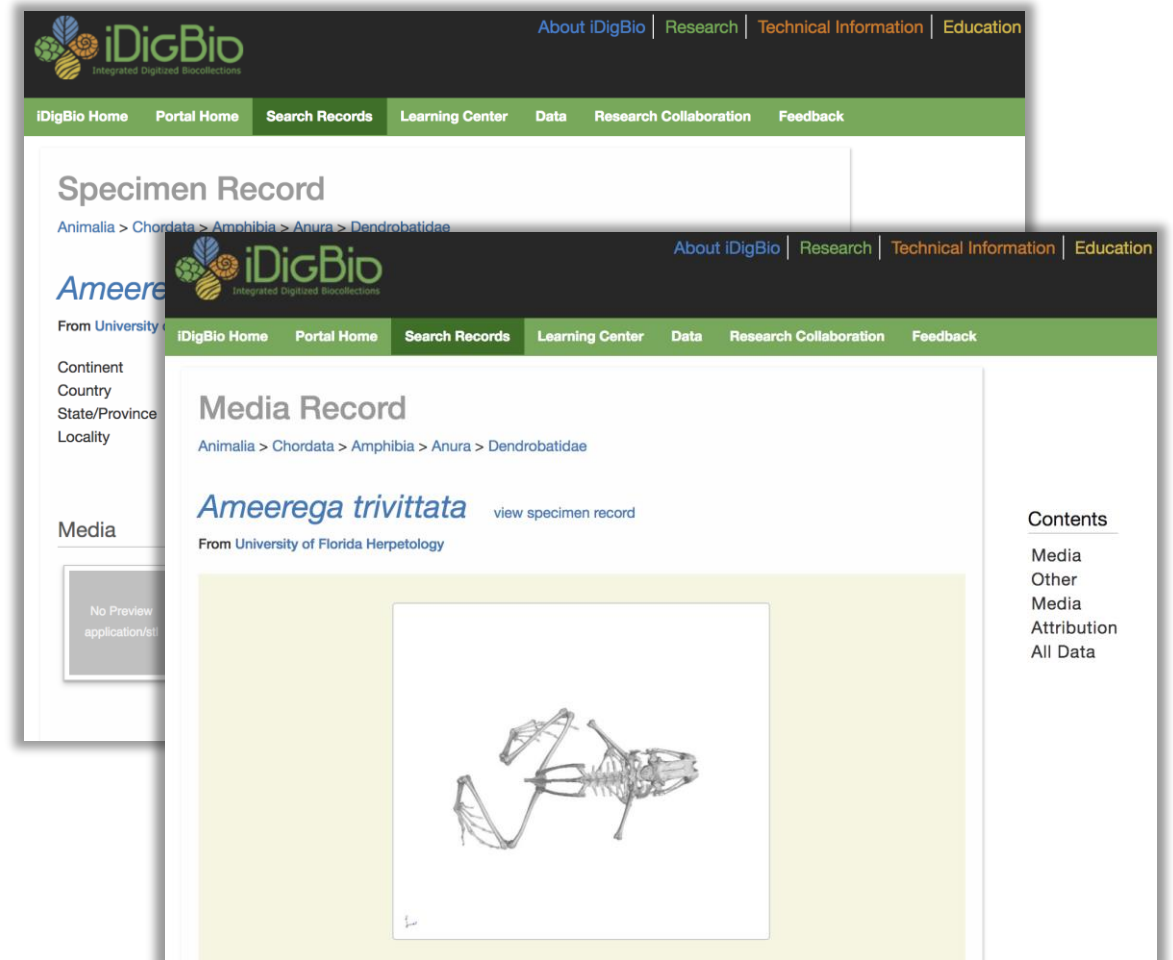 iDigBio
Integrated Digitized Biocollections
About iDigBio | Research | Technical Information | Education
iDigBio Home Portal Home Search Records Learning Center Data Research Collaboration Feedback
Specimen Record
Animalia > Chordata > Amphibia > Anura > Dendrobatidae
From University
Continent
Country
State/Province
Locality
Media
No Preview
application/stl
iDigBio
Integrated Digitized Biocollections
About iDigBio | Research | Technical Information | Education
iDigBio Home Portal Home Search Records Learning Center Data Research Collaboration Feedback
Media Record
Animalia > Chordata > Amphibia > Anura > Dendrobatidae
Ameerega trivittata view specimen record
From University of Florida Herpetology
Contents
Media
Other
Media
Attribution
All Data